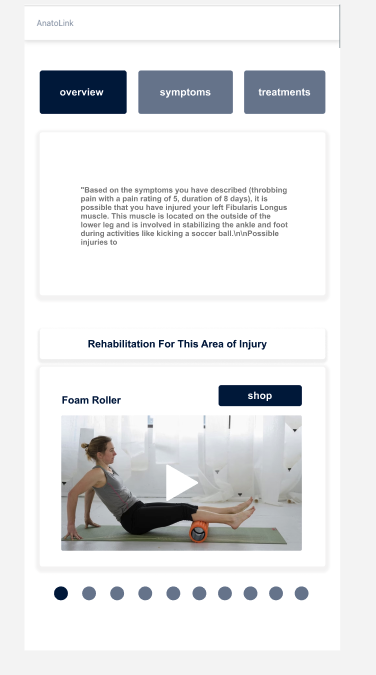 AnatoLink
overview symptoms treatments
"Based on the symptoms you have described (throbbing
pain with a pain rating of 5, duration of 8 days), it is
possible that you have injured your left Fibularis Longus
muscle. This muscle is located on the outside of the
lower leg and is involved in stabilizing the ankle and foot
during activities like kicking a soccer ball.\n\nPossible
injuries to
Rehabilitation For This Area of Injury
Foam Roller
shop